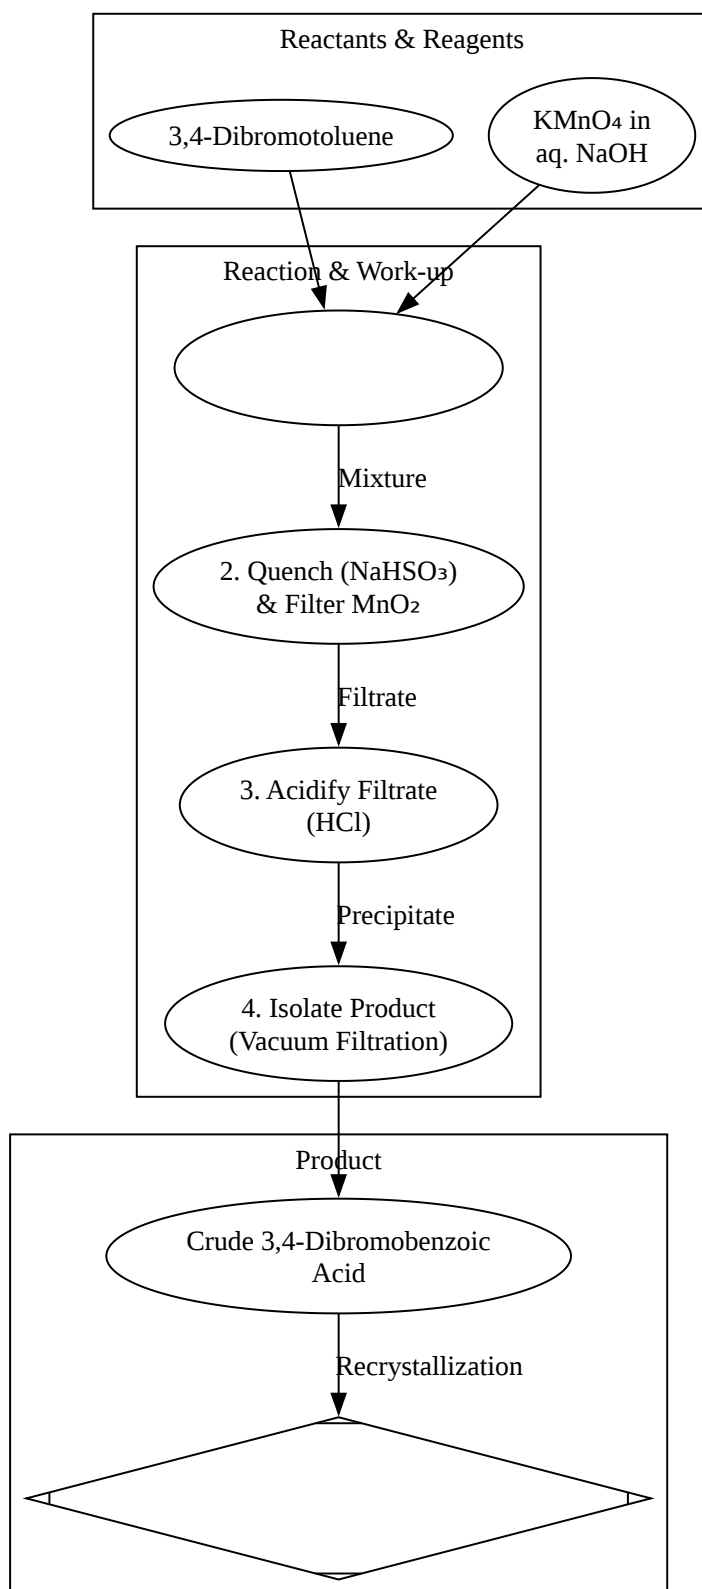 Reactants & Reagents
3,4-Dibromotoluene
KMnO₄ in
aq. NaOH
Reaction & Work-up
Mixture
2. Quench (NaHSO₃)
& Filter MnO₂
Filtrate
3. Acidify Filtrate
(HCl)
Precipitate
4. Isolate Product
(Vacuum Filtration)
Product
Crude 3,4-Dibromobenzoic
Acid
Recrystallization